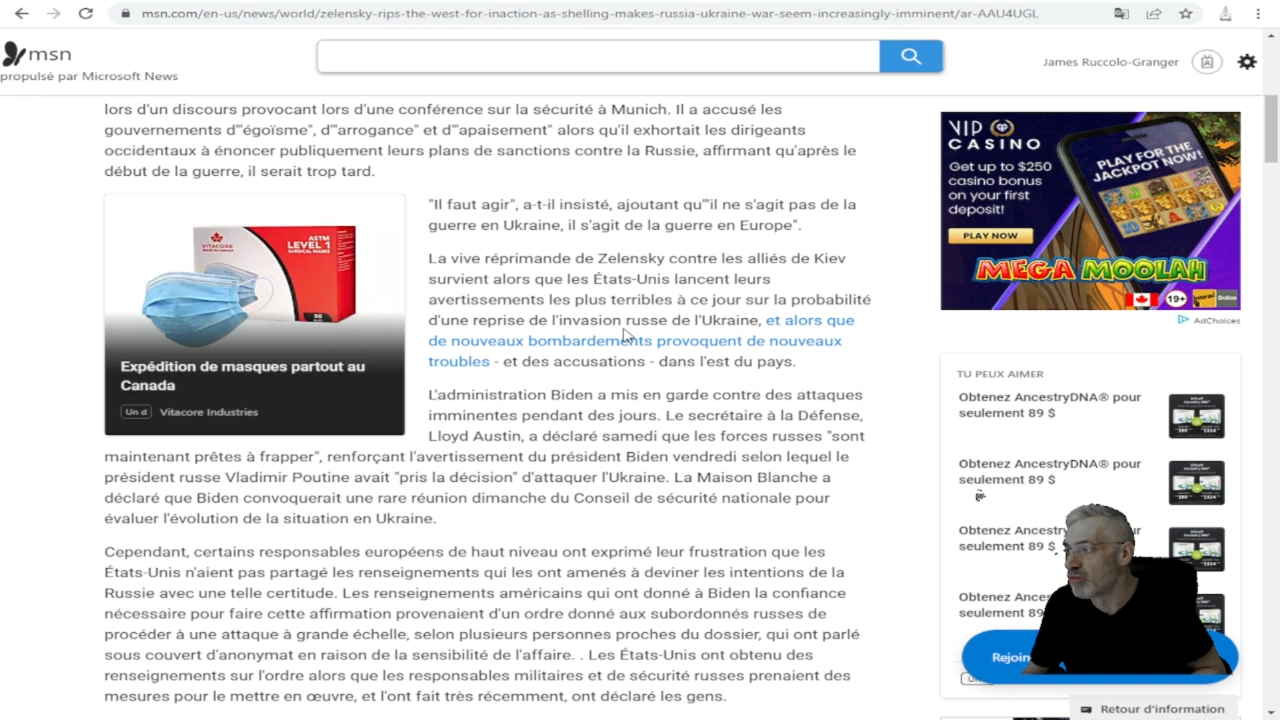 msn.com/en-us/news/world/zelensky-rips-the-west-for-inaction-as-shelling-makes-russia-ukraine-war-seem-increasingly-imminent/ar-AAU4UGL
msn
propulsé par Microsoft News
James Ruccolo-Granger
lors d'un discours provocant lors d'une conférence sur la sécurité à Munich. Il a accusé les
gouvernements d'"égoïsme", d'"arrogance" et d'"apaisement" alors qu'il exhortait les dirigeants
occidentaux à énoncer publiquement leurs plans de sanctions contre la Russie, affirmant qu'après le
début de la guerre, il serait trop tard.
VITACORE
ASTM
LEVEL 1
SURGICAL MASKS
Expédition de masques partout au
Canada
Un d
Vitacore Industries
"Il faut agir", a-t-il insisté, ajoutant qu'"il ne s'agit pas de la
guerre en Ukraine, il s'agit de la guerre en Europe".
La vive réprimande de Zelensky contre les alliés de Kiev
survient alors que les États-Unis lancent leurs
avertissements les plus terribles à ce jour sur la probabilité
d'une reprise de l'invasion russe de l'Ukraine, et alors que
de nouveaux bombardements provoquent de nouveaux
troubles - et des accusations - dans l'est du pays.
L'administration Biden a mis en garde contre des attaques
imminentes pendant des jours. Le secrétaire à la Défense,
Lloyd Austin, a déclaré samedi que les forces russes "sont
maintenant prêtes à frapper", renforçant l'avertissement du président Biden vendredi selon lequel le
président russe Vladimir Poutine avait "pris la décision" d'attaquer l'Ukraine. La Maison Blanche a
déclaré que Biden convoquerait une rare réunion dimanche du Conseil de sécurité nationale pour
évaluer l'évolution de la situation en Ukraine.
Cependant, certains responsables européens de haut niveau ont exprimé leur frustration que les
États-Unis n'aient pas partagé les renseignements qui les ont amenés à deviner les intentions de la
Russie avec une telle certitude. Les renseignements américains qui ont donné à Biden la confiance
nécessaire pour faire cette affirmation provenaient d'un ordre donné aux subordonnés russes de
procéder à une attaque à grande échelle, selon plusieurs personnes proches du dossier, qui ont parlé
sous couvert d'anonymat en raison de la sensibilité de l'affaire. . Les États-Unis ont obtenu des
renseignements sur l'ordre alors que les responsables militaires et de sécurité russes prenaient des
mesures pour le mettre en œuvre, et l'ont fait très récemment, ont déclaré les gens.
VIP
CASINO
Get up to $250
casino bonus
on your first
deposit!
PLAY NOW
PLAY FOR THE
JACKPOT NOW!
MEGA MOOLAH
19+
AdChoices
TU PEUX AIMER
Obtenez AncestryDNA® pour
seulement 89 $
Obtenez AncestryDNA® pour
seulement 89 $
Obtenez Ancestry
seulement 89 $
Obtenez Ances
seulement 89
Rejoin
Retour d'information